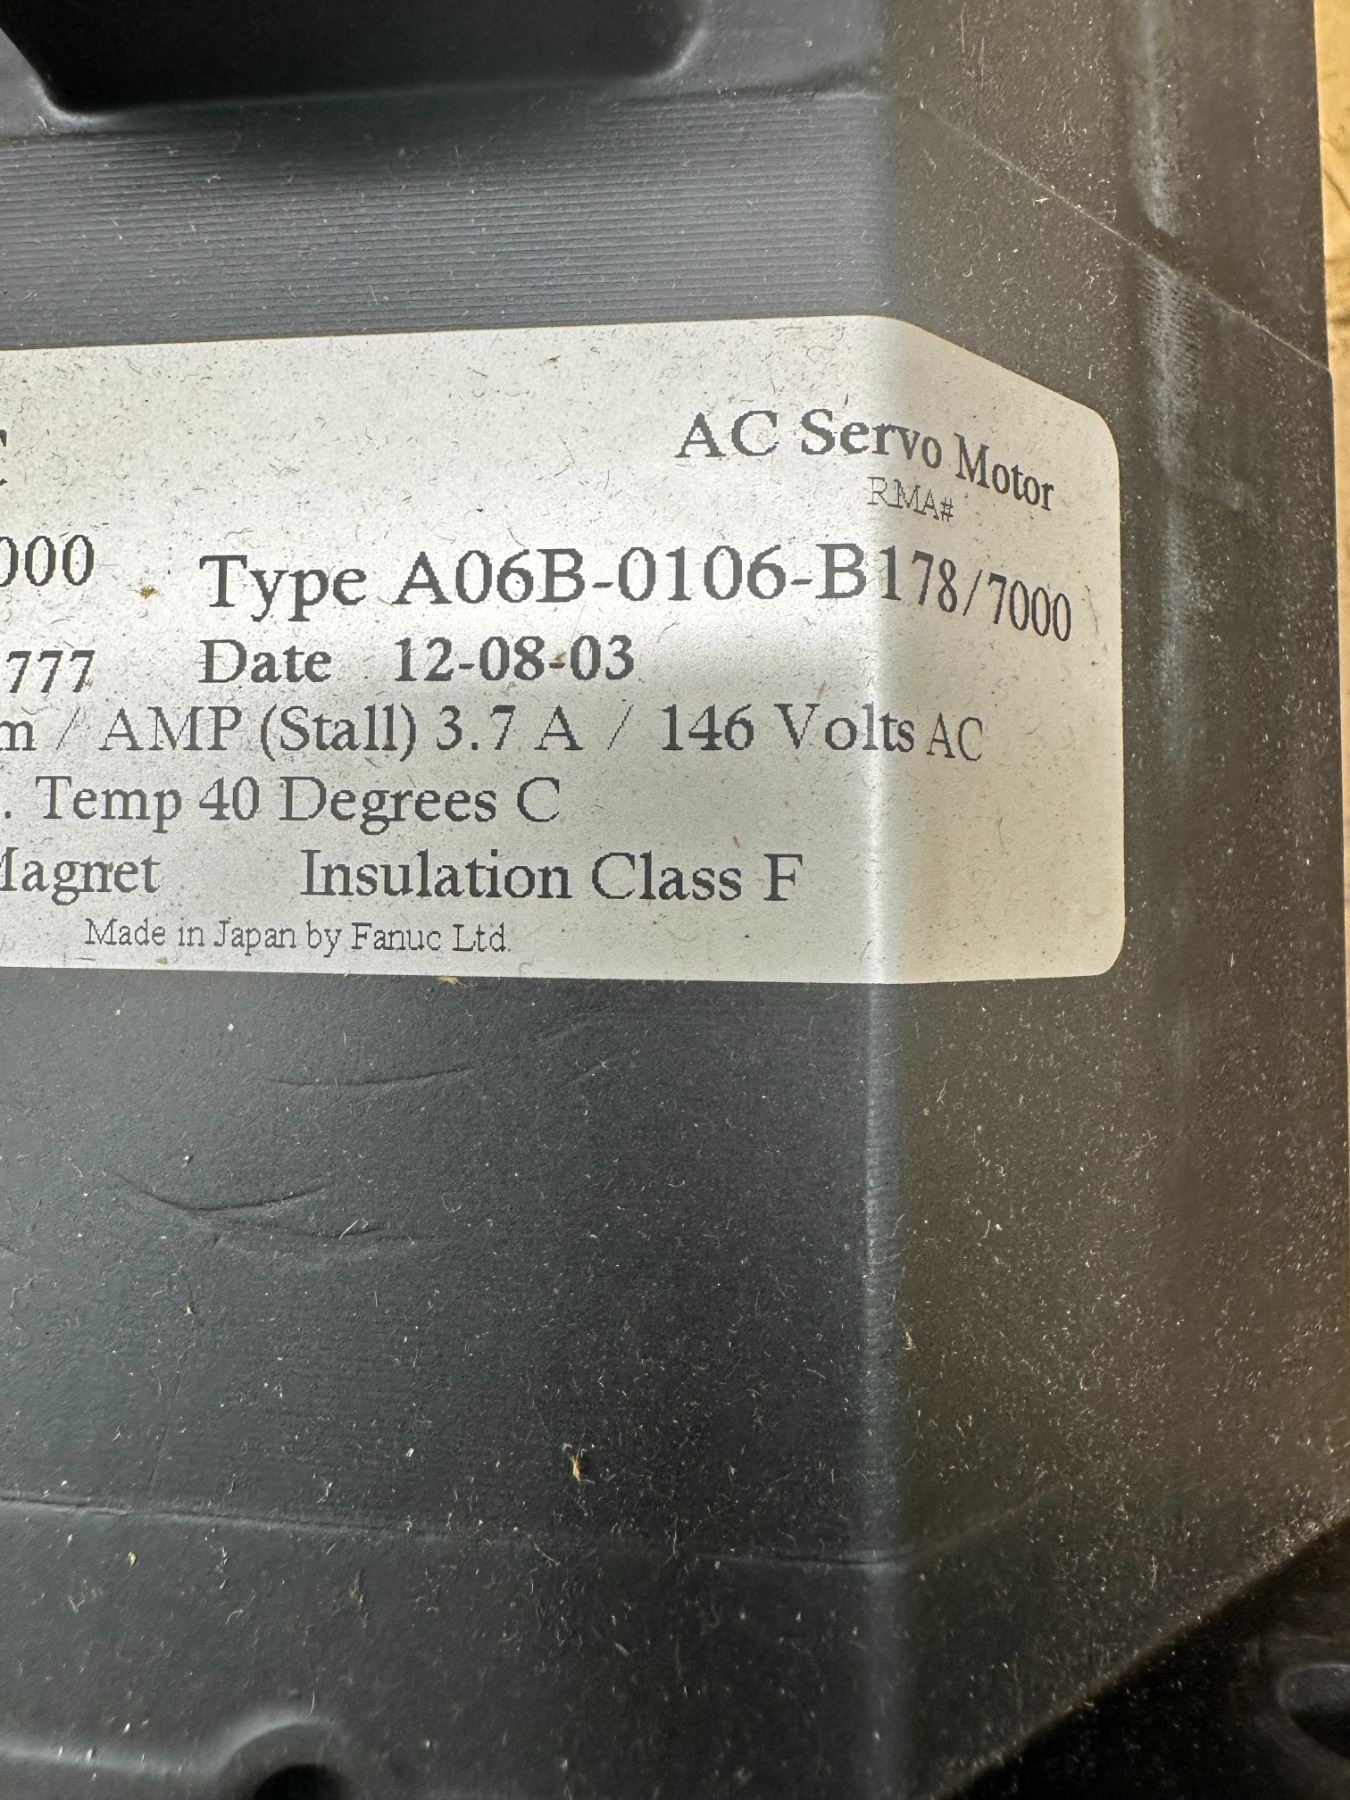 AC Servo Motor
RMA#
000 Type A06B-0106-B178/7000
777 Date 12-08-03
m / AMP (Stall) 3.7 A / 146 Volts AC
. Temp 40 Degrees C
Magnet Insulation Class F
Made in Japan by Fanuc Ltd.